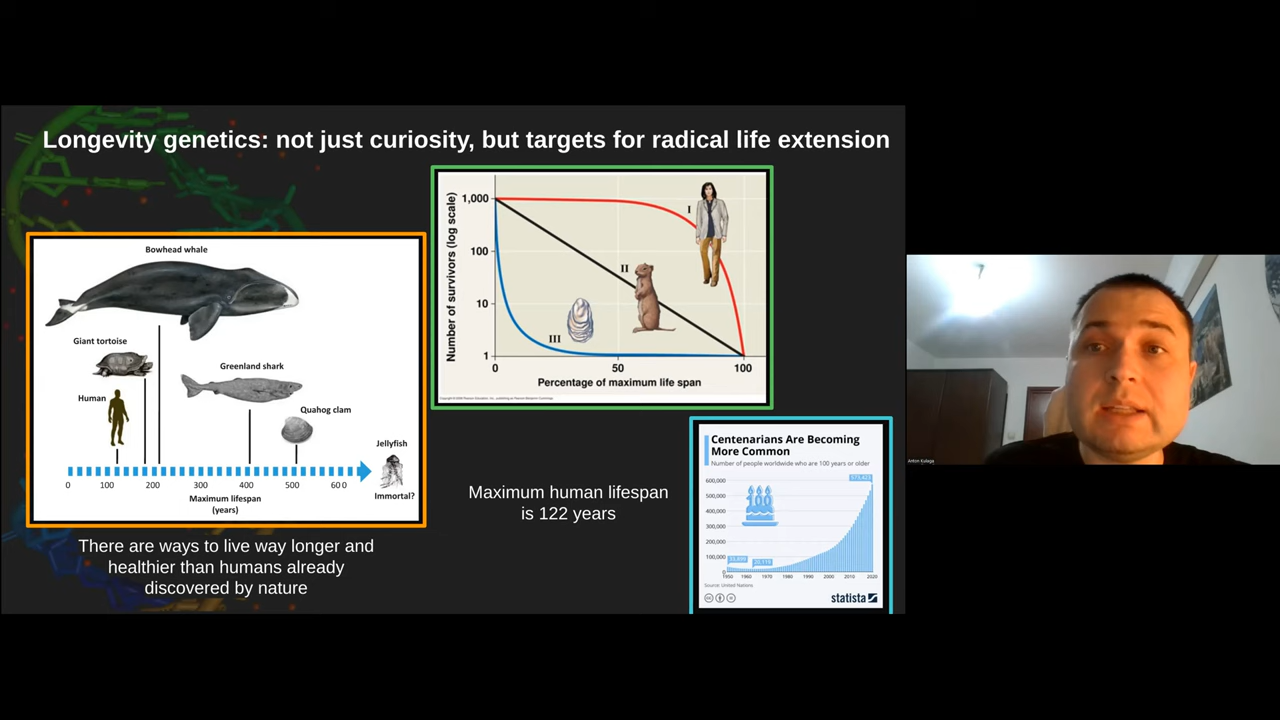 Longevity genetics: not just curiosity, but targets for radical life extension
Bowhead whale
Giant tortoise
Greenland shark
Human
Quahog clam
Jellyfish
0 100 200 300 400 500 600
Immortal?
Maximum lifespan
(years)
There are ways to live way longer and
healthier than humans already
discovered by nature
Number of survivors (log scale)
1,000
100
10
1
I
II
III
0 50 100
Percentage of maximum life span
Maximum human lifespan
is 122 years
Centenarians Are Becoming
More Common
Number of people worldwide who are 100 years or older
600,000
500,000
400,000
300,000
200,000
100,000
0
1950 1960 1970 1980 1990 2000 2010 2020
Source: United Nations
statista
Anton Kulaga